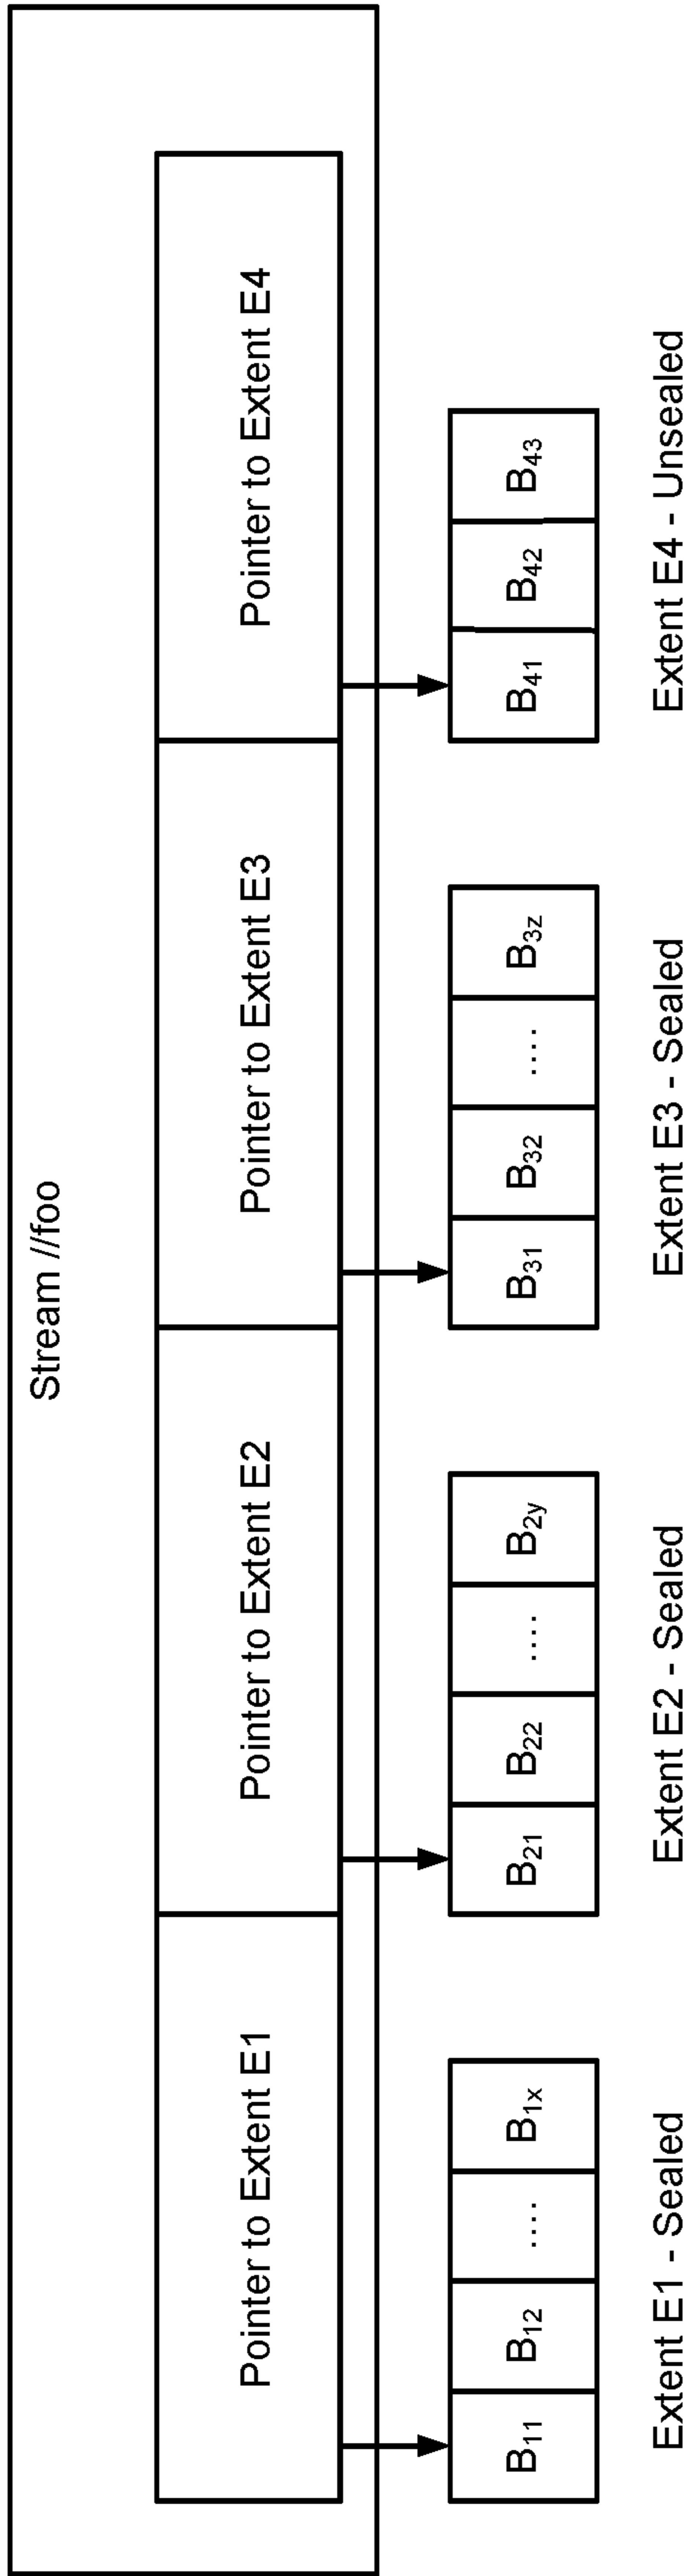 Stream //foo
Pointer to Extent E1
Pointer to Extent E2
Pointer to Extent E3
Pointer to Extent E4
B11 B12 .... B1x
B21 B22 .... B2y
B31 B32 .... B3z
B41 B42 B43
Extent E1 - Sealed
Extent E2 - Sealed
Extent E3 - Sealed
Extent E4 - Unsealed